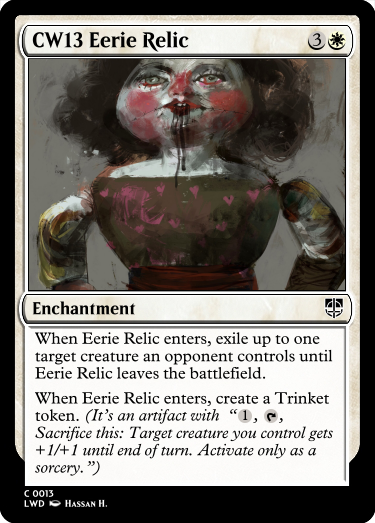 CW13 Eerie Relic 3
Enchantment
When Eerie Relic enters, exile up to one
target creature an opponent controls until
Eerie Relic leaves the battlefield.
When Eerie Relic enters, create a Trinket
token. (It's an artifact with “1, ,
Sacrifice this: Target creature you control gets
+1/+1 until end of turn. Activate only as a
sorcery.”)
C 0013
LWD HASSAN H.